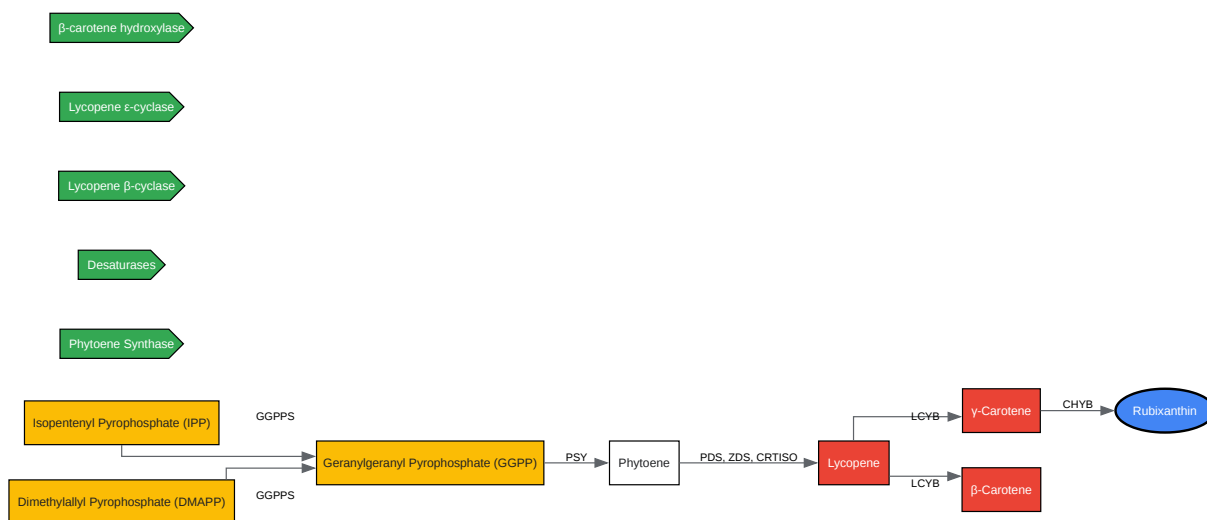 β-carotene hydroxylase
Lycopene ε-cyclase
Lycopene β-cyclase
Desaturases
Phytoene Synthase
Isopentenyl Pyrophosphate (IPP)
GGPPS
Dimethylallyl Pyrophosphate (DMAPP)
GGPPS
Geranylgeranyl Pyrophosphate (GGPP)
PSY
Phytoene
PDS, ZDS, CRTISO
Lycopene
LCYB
γ-Carotene
CHYB
Rubixanthin
LCYB
β-Carotene